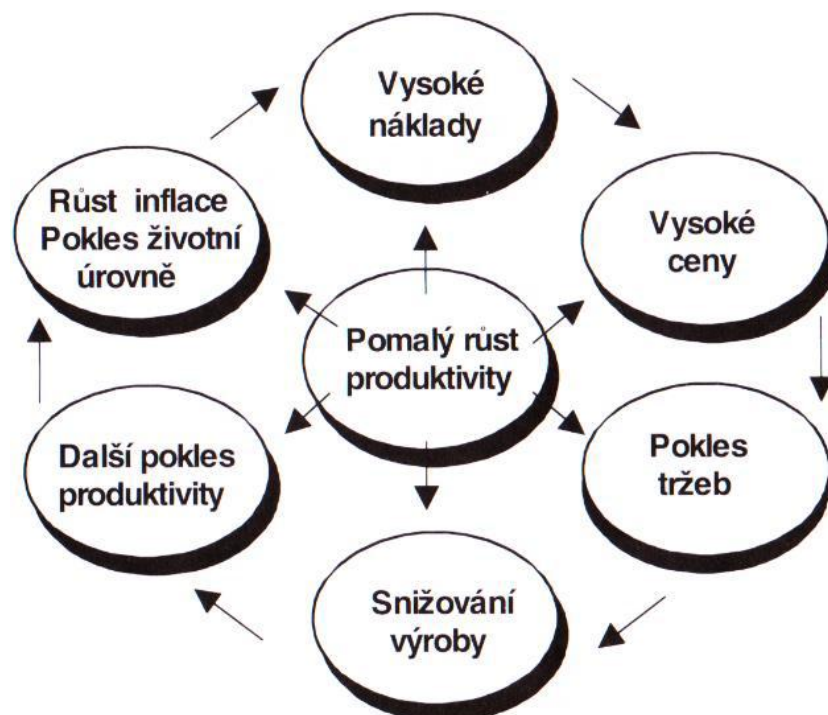 Vysoké
náklady
Růst inflace
Pokles životní
úrovně
Vysoké
ceny
Pomalý růst
produktivity
Další pokles
produktivity
Pokles
tržeb
Snižování
výroby